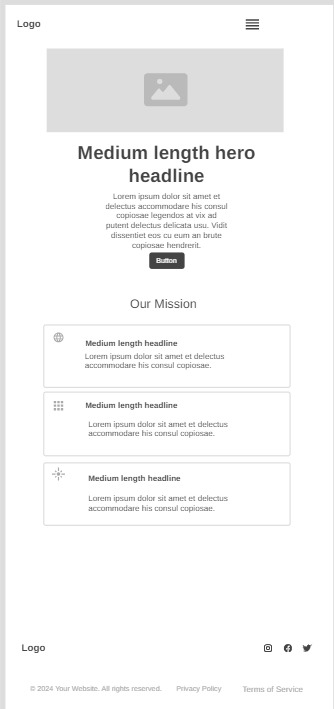 Logo
Medium length hero
headline
Lorem ipsum dolor sit amet et
delectus accommodare his consul
copiosae legendos at vix ad
putent delectus delicata usu. Vidit
dissentiet eos cu eum an brute
copiosae hendrerit.
Button
Our Mission
Medium length headline
Lorem ipsum dolor sit amet et delectus
accommodare his consul copiosae.
Medium length headline
Lorem ipsum dolor sit amet et delectus
accommodare his consul copiosae.
Medium length headline
Lorem ipsum dolor sit amet et delectus
accommodare his consul copiosae.
Logo
© 2024 Your Website. All rights reserved. Privacy Policy Terms of Service